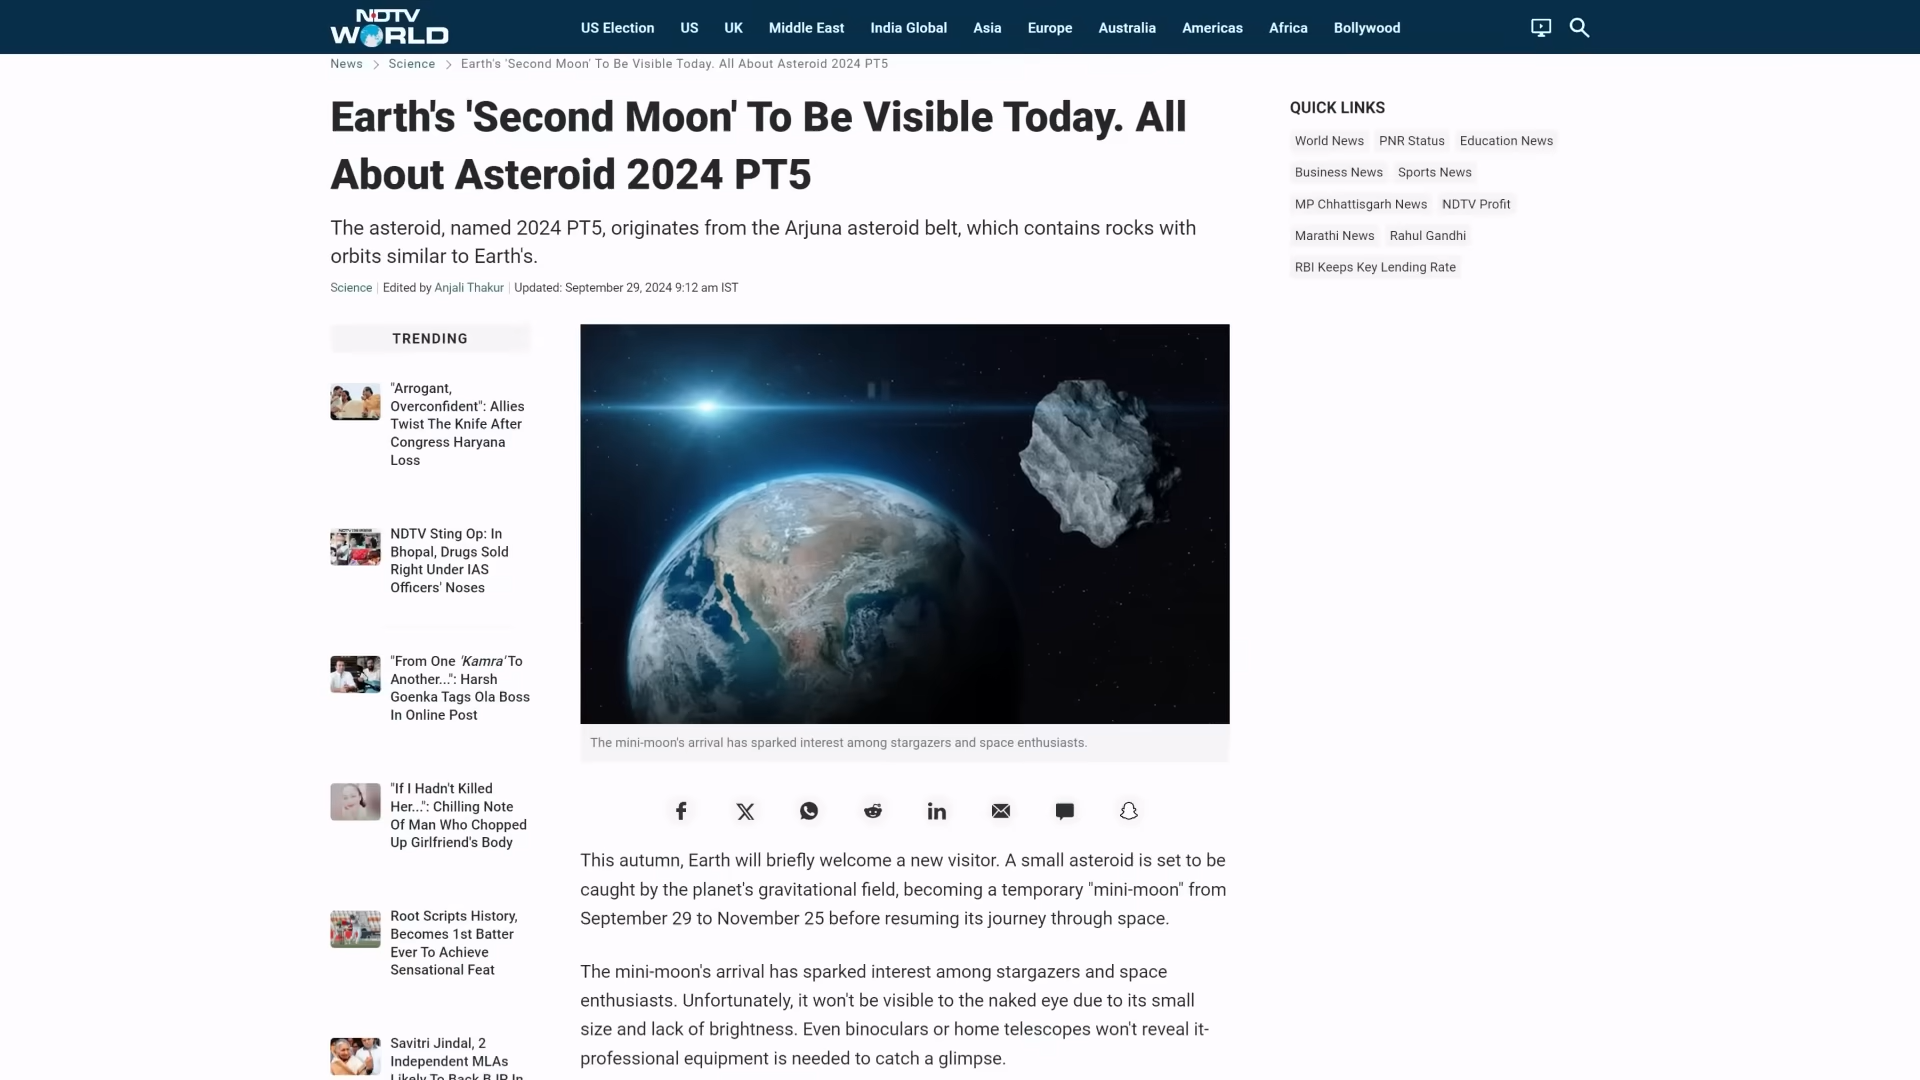 NDTV
WORLD
US Election US UK Middle East India Global Asia Europe Australia Americas Africa Bollywood
News > Science > Earth's 'Second Moon' To Be Visible Today. All About Asteroid 2024 PT5
Earth's 'Second Moon' To Be Visible Today. All
About Asteroid 2024 PT5
The asteroid, named 2024 PT5, originates from the Arjuna asteroid belt, which contains rocks with
orbits similar to Earth's.
Science | Edited by Anjali Thakur | Updated: September 29, 2024 9:12 am IST
TRENDING
"Arrogant,
Overconfident": Allies
Twist The Knife After
Congress Haryana
Loss
NDTV Sting Op: In
Bhopal, Drugs Sold
Right Under IAS
Officers' Noses
"From One 'Kamra' To
Another...": Harsh
Goenka Tags Ola Boss
In Online Post
"If I Hadn't Killed
Her...": Chilling Note
Of Man Who Chopped
Up Girlfriend's Body
Root Scripts History,
Becomes 1st Batter
Ever To Achieve
Sensational Feat
Savitri Jindal, 2
Independent MLAs
Likely To Back BJP In
The mini-moon's arrival has sparked interest among stargazers and space enthusiasts.
This autumn, Earth will briefly welcome a new visitor. A small asteroid is set to be
caught by the planet's gravitational field, becoming a temporary "mini-moon" from
September 29 to November 25 before resuming its journey through space.
The mini-moon's arrival has sparked interest among stargazers and space
enthusiasts. Unfortunately, it won't be visible to the naked eye due to its small
size and lack of brightness. Even binoculars or home telescopes won't reveal it-
professional equipment is needed to catch a glimpse.
QUICK LINKS
World News PNR Status Education News
Business News Sports News
MP Chhattisgarh News NDTV Profit
Marathi News Rahul Gandhi
RBI Keeps Key Lending Rate